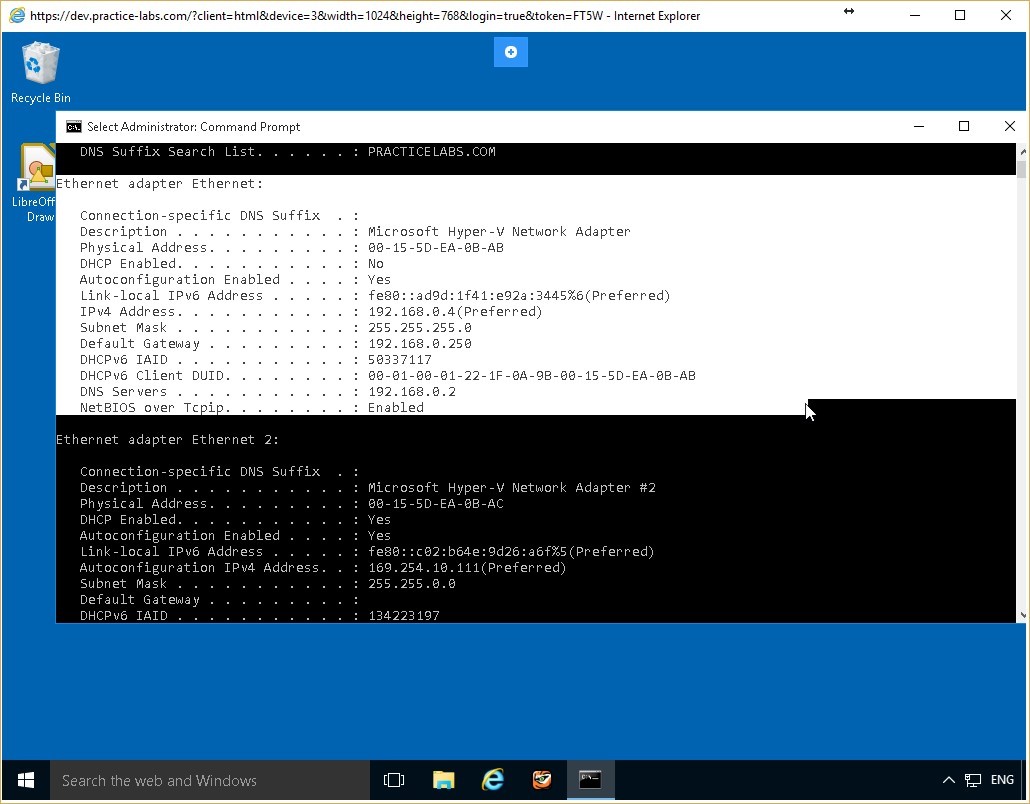 https://dev.practice-labs.com/?client=html&device=3&width=1024&height=768&login=true&token=FT5W - Internet Explorer
Recycle Bin
Select Administrator: Command Prompt
LibreOff
Draw
DNS Suffix Search List. . . . . . : PRACTICELABS.COM
Ethernet adapter Ethernet:
Connection-specific DNS Suffix  . :
Description . . . . . . . . . . . : Microsoft Hyper-V Network Adapter
Physical Address. . . . . . . . . : 00-15-5D-EA-0B-AB
DHCP Enabled. . . . . . . . . . . : No
Autoconfiguration Enabled . . . . : Yes
Link-local IPv6 Address . . . . . : fe80::ad9d:1f41:e92a:3445%6(Preferred)
IPv4 Address. . . . . . . . . . . : 192.168.0.4(Preferred)
Subnet Mask . . . . . . . . . . . : 255.255.255.0
Default Gateway . . . . . . . . . : 192.168.0.250
DHCPv6 IAID . . . . . . . . . . . : 50337117
DHCPv6 Client DUID. . . . . . . . : 00-01-00-01-22-1F-0A-9B-00-15-5D-EA-0B-AB
DNS Servers . . . . . . . . . . . : 192.168.0.2
NetBIOS over Tcpip. . . . . . . . : Enabled
Ethernet adapter Ethernet 2:
Connection-specific DNS Suffix  . :
Description . . . . . . . . . . . : Microsoft Hyper-V Network Adapter #2
Physical Address. . . . . . . . . : 00-15-5D-EA-0B-AC
DHCP Enabled. . . . . . . . . . . : Yes
Autoconfiguration Enabled . . . . : Yes
Link-local IPv6 Address . . . . . : fe80::c02:b64e:9d26:a6f%5(Preferred)
Autoconfiguration IPv4 Address. . : 169.254.10.111(Preferred)
Subnet Mask . . . . . . . . . . . : 255.255.0.0
Default Gateway . . . . . . . . . :
DHCPv6 IAID . . . . . . . . . . . : 134223197
Search the web and Windows
ENG